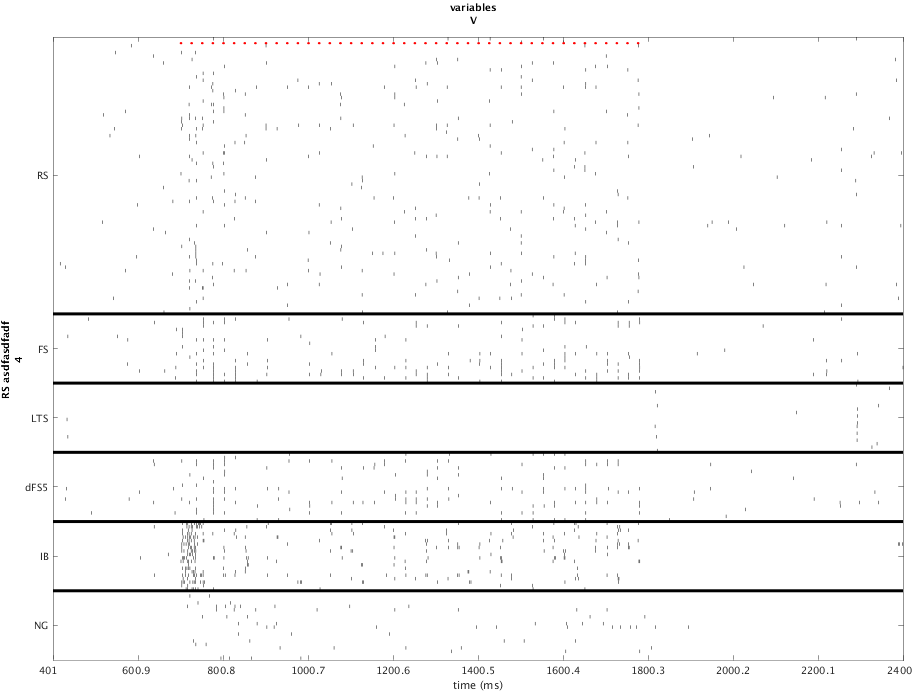 variables
V
RS asdfasdfadf
4
RS
FS
LTS
dFS5
IB
NG
401
600.9
800.8
1000.7
1200.6
1400.5
1600.4
1800.3
2000.2
2200.1
2400
time (ms)